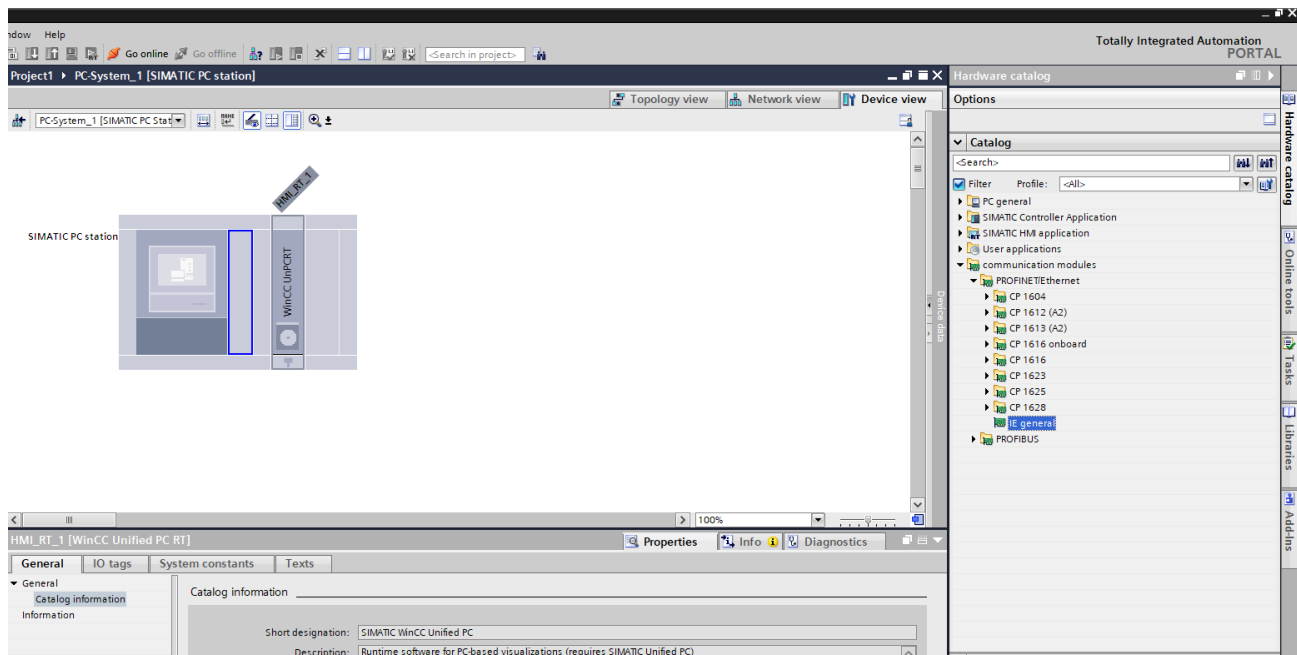 ndow Help
Totally Integrated Automation
PORTAL
Go online Go offline <Search in project>
Project1 PC-System_1 [SIMATIC PC station]
Hardware catalog
Topology view Network view Device view
Options
PC-System_1 [SIMATIC PC Stat
Catalog
<Search>
Filter Profile: <All>
PC general
SIMATIC Controller Application
SIMATIC HMI application
User applications
communication modules
PROFINET/Ethernet
CP 1604
CP 1612 (A2)
CP 1613 (A2)
CP 1616 onboard
CP 1616
CP 1623
CP 1625
CP 1628
IE general
PROFIBUS
HMI_RT_1
SIMATIC PC station
WinCC UnPCRT
Device data
Hardware catalog
Online tools
Tasks
Libraries
Add-Ins
100%
HMI_RT_1 [WinCC Unified PC RT]
Properties Info Diagnostics
General IO tags System constants Texts
General
Catalog information
Information
Catalog information
Short designation: SIMATIC WinCC Unified PC
Description: Runtime software for PC-based visualizations (requires SIMATIC Unified PC)